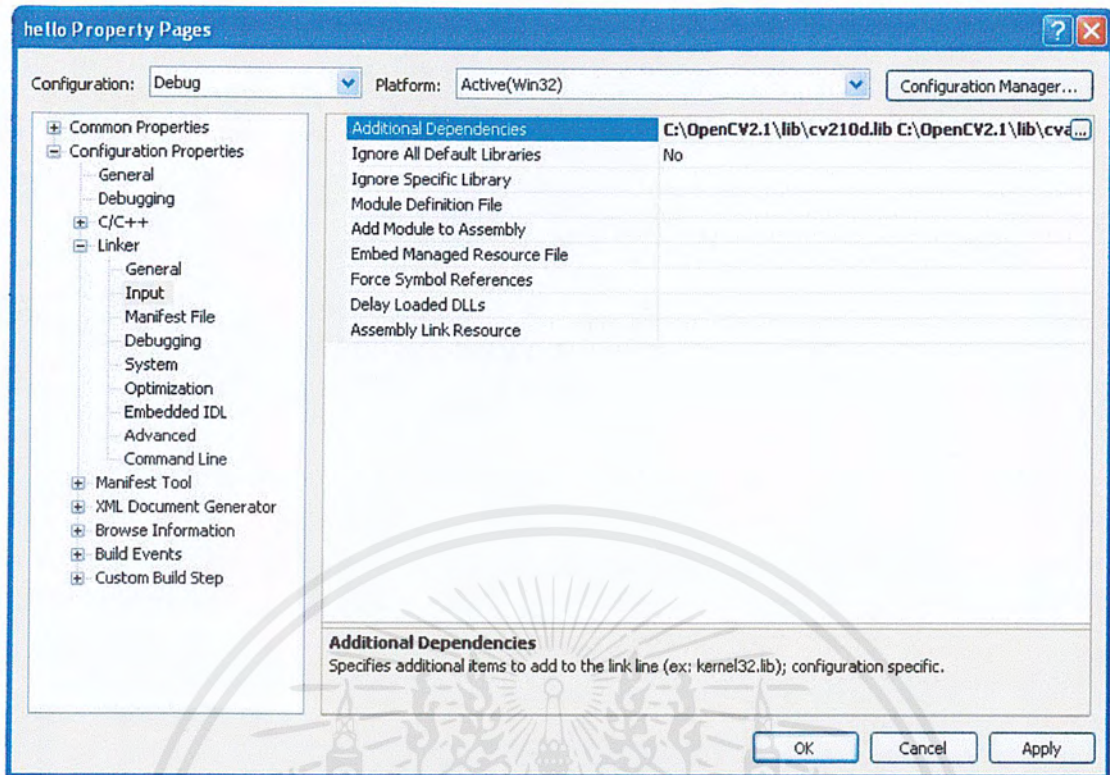 hello Property Pages
Configuration: Debug Platform: Active(Win32) Configuration Manager...
Common Properties
Configuration Properties
General
Debugging
C/C++
Linker
General
Input
Manifest File
Debugging
System
Optimization
Embedded IDL
Advanced
Command Line
Manifest Tool
XML Document Generator
Browse Information
Build Events
Custom Build Step
Additional Dependencies C:\OpenCV2.1\lib\cv210d.lib C:\OpenCV2.1\lib\cva...
Ignore All Default Libraries No
Ignore Specific Library
Module Definition File
Add Module to Assembly
Embed Managed Resource File
Force Symbol References
Delay Loaded DLLs
Assembly Link Resource
Additional Dependencies
Specifies additional items to add to the link line (ex: kernel32.lib); configuration specific.
OK Cancel Apply